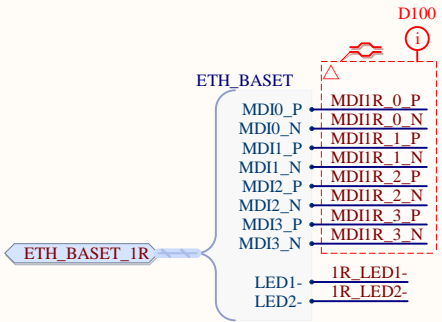 D100
i
ETH_BASET
MDI0_P MDI1R_0_P
MDI0_N MDI1R_0_N
MDI1_P MDI1R_1_P
MDI1_N MDI1R_1_N
MDI2_P MDI1R_2_P
MDI2_N MDI1R_2_N
MDI3_P MDI1R_3_P
MDI3_N MDI1R_3_N
ETH_BASET_1R
LED1- 1R_LED1-
LED2- 1R_LED2-